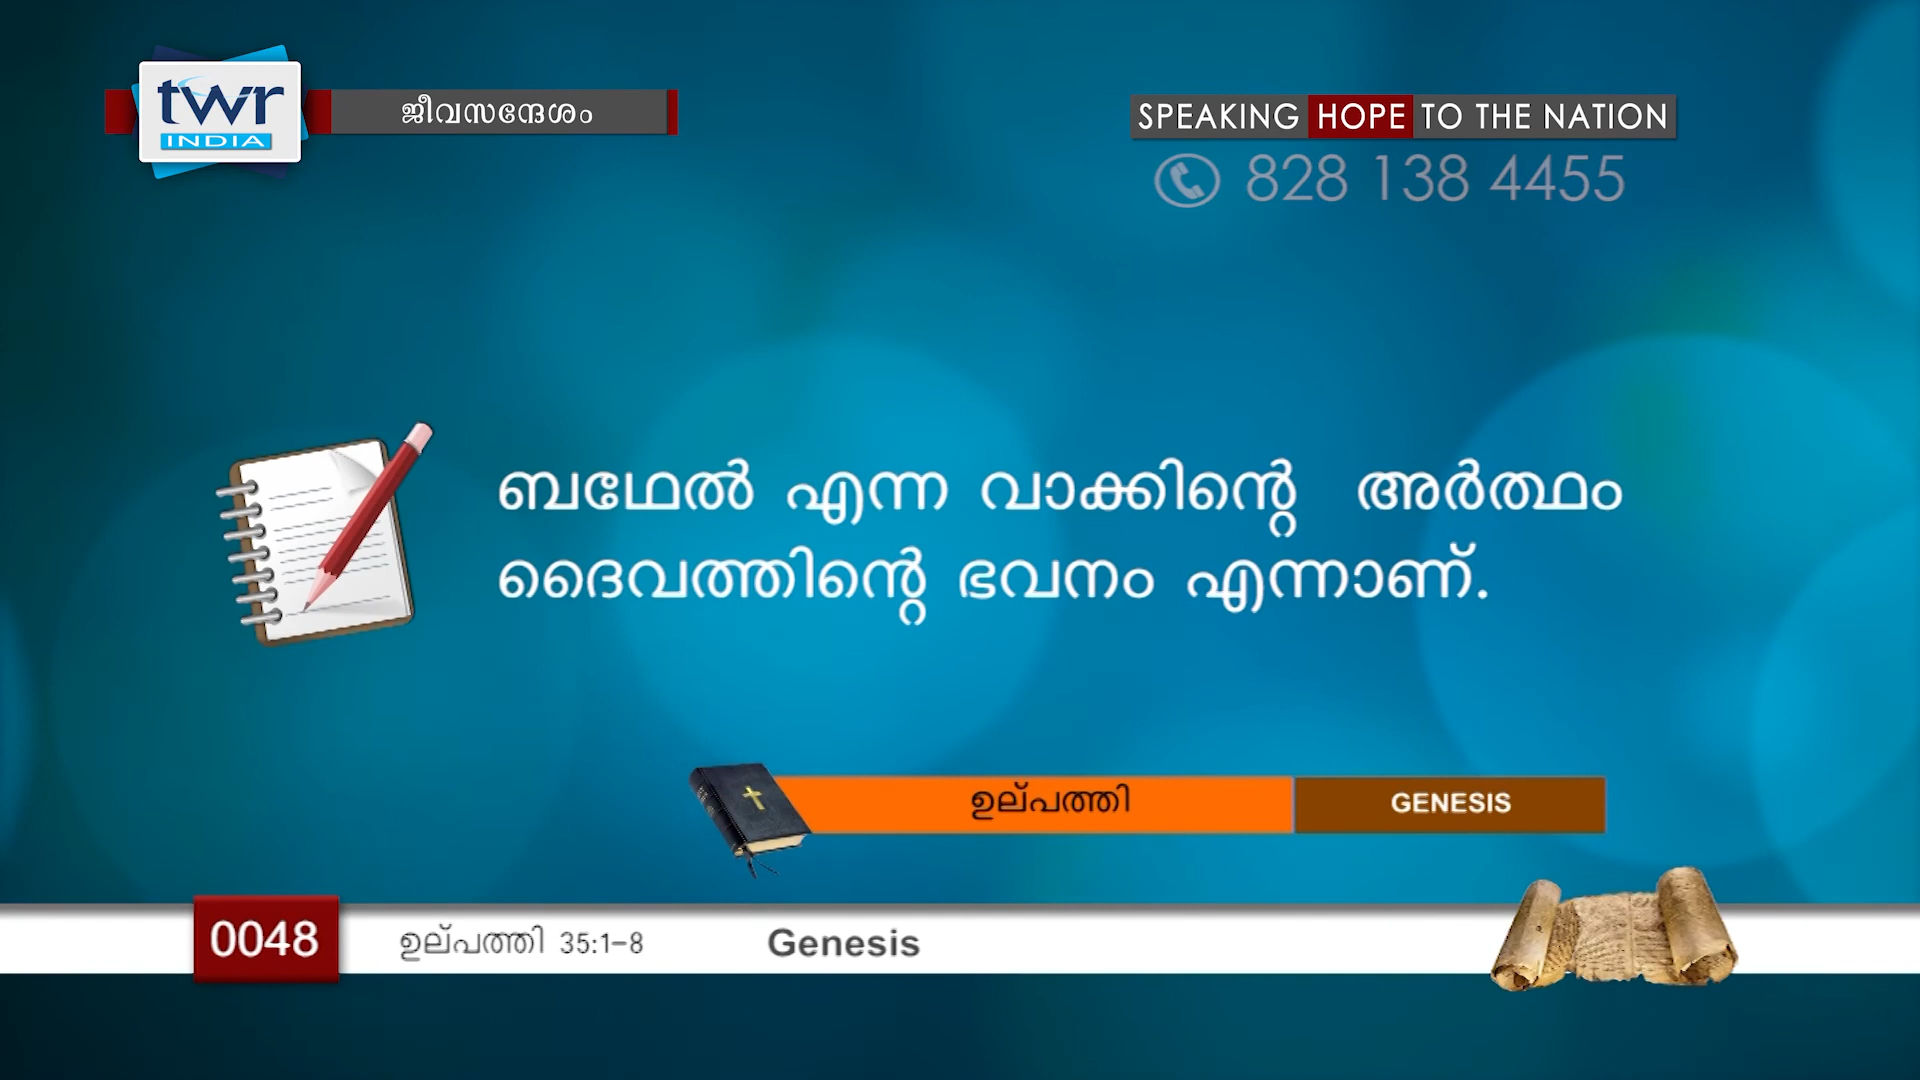 twr
INDIA
ജീവസന്ദേശം
SPEAKING HOPE TO THE NATION
828 138 4455
ബഥേൽ എന്ന വാക്കിന്റെ അർത്ഥം
ദൈവത്തിന്റെ ഭവനം എന്നാണ്.
ഉല്പത്തി
GENESIS
0048
ഉല്പത്തി 35:1-8
Genesis